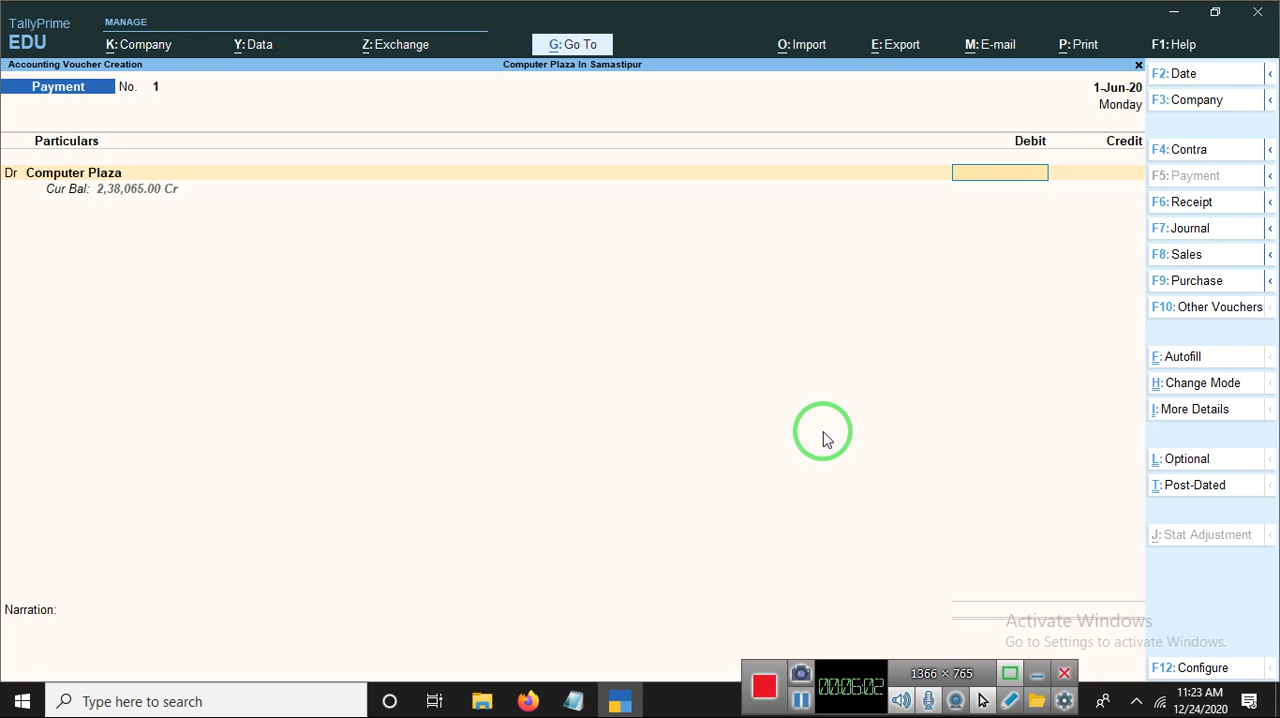 TallyPrime
EDU
MANAGE
K: Company
Y: Data
Z: Exchange
G: Go To
O: Import
E: Export
M: E-mail
P: Print
F1: Help
Accounting Voucher Creation
Computer Plaza In Samastipur
Payment No. 1
1-Jun-20
Monday
Particulars
Debit
Credit
Dr Computer Plaza
Cur Bal: 2,38,065.00 Cr
F2: Date
F3: Company
F4: Contra
F5: Payment
F6: Receipt
F7: Journal
F8: Sales
F9: Purchase
F10: Other Vouchers
F: Autofill
H: Change Mode
I: More Details
L: Optional
T: Post-Dated
J: Stat Adjustment
Narration:
Activate Windows
Go to Settings to activate Windows.
F12: Configure
00:06:02
1366 × 765
Type here to search
11:23 AM
12/24/2020